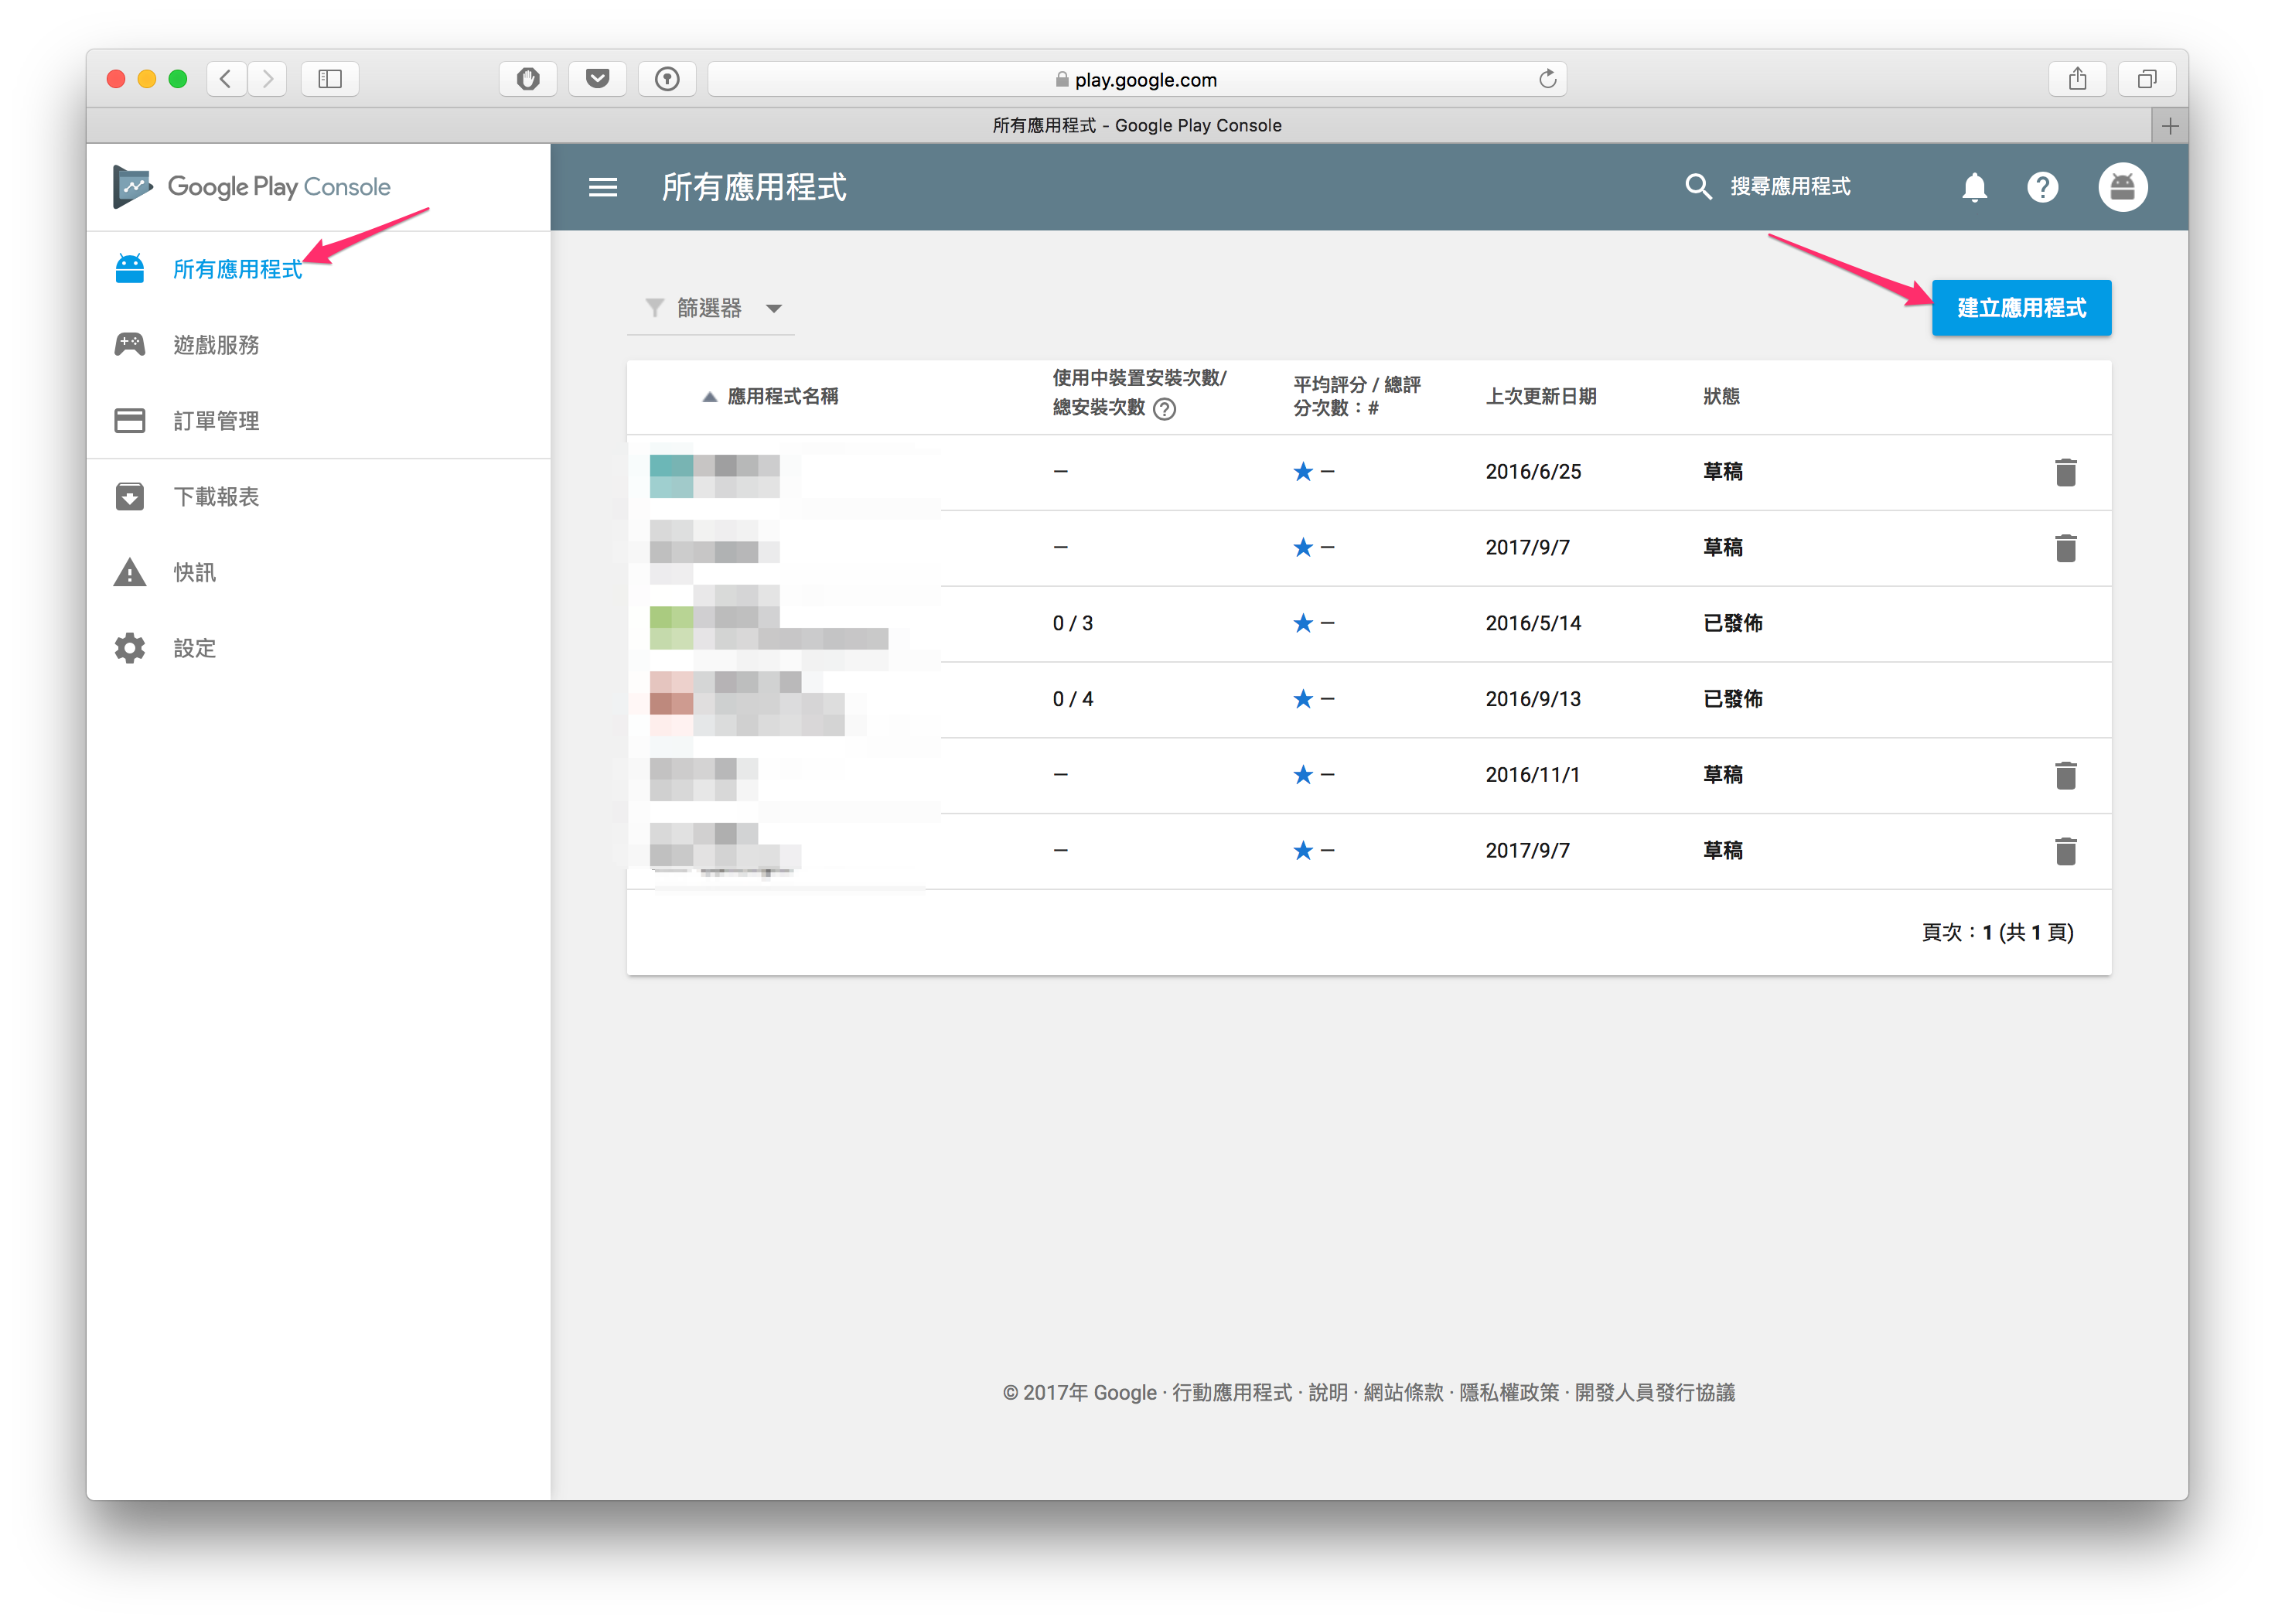 play.google.com
所有應用程式 - Google Play Console
Google Play Console
所有應用程式
搜尋應用程式
所有應用程式
遊戲服務
訂單管理
下載報表
快訊
設定
篩選器
建立應用程式
應用程式名稱
使用中裝置安裝次數/
總安裝次數
平均評分 / 總評
分次數：#
上次更新日期
狀態
– ★ – 2016/6/25 草稿
– ★ – 2017/9/7 草稿
0 / 3 ★ – 2016/5/14 已發佈
0 / 4 ★ – 2016/9/13 已發佈
– ★ – 2016/11/1 草稿
– ★ – 2017/9/7 草稿
頁次：1 (共 1 頁)
© 2017年 Google · 行動應用程式 · 說明 · 網站條款 · 隱私權政策 · 開發人員發行協議